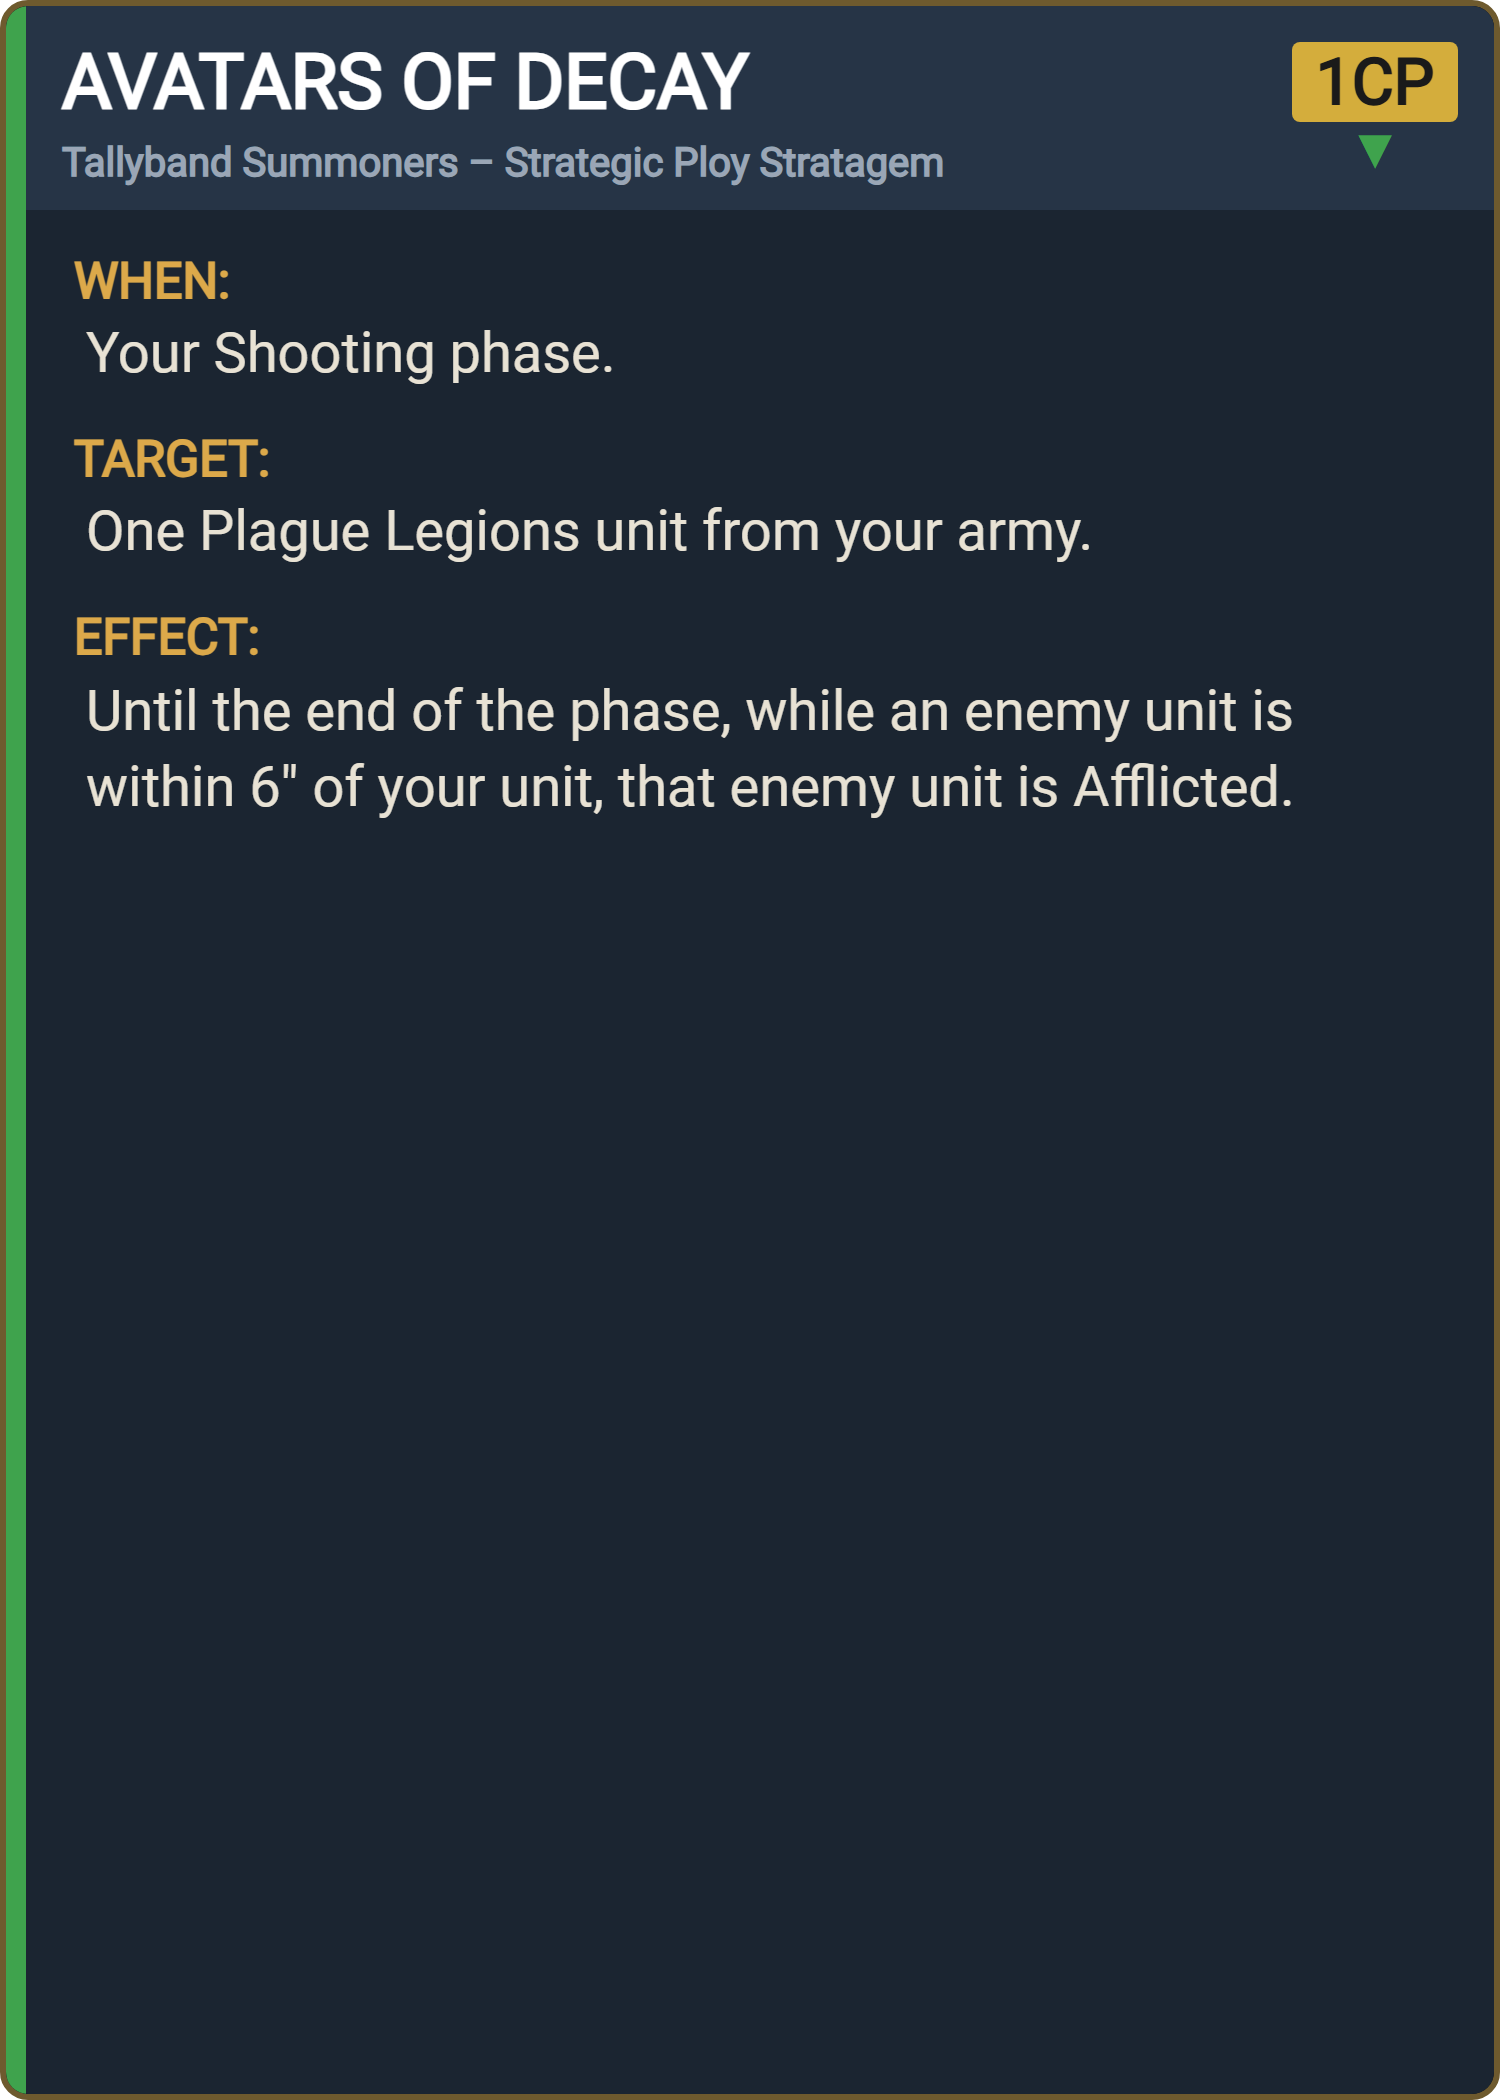 AVATARS OF DECAY
1CP
Tallyband Summoners – Strategic Ploy Stratagem
WHEN:
Your Shooting phase.
TARGET:
One Plague Legions unit from your army.
EFFECT:
Until the end of the phase, while an enemy unit is
within 6" of your unit, that enemy unit is Afflicted.